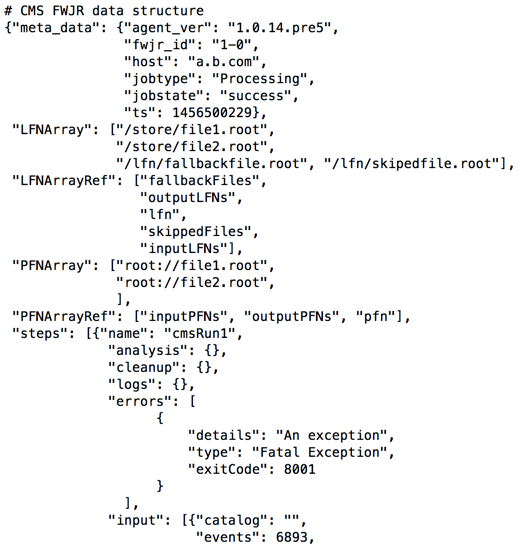 # CMS FWJR data structure
{"meta_data": {"agent_ver": "1.0.14.pre5",
"fwjr_id": "1-0",
"host": "a.b.com",
"jobtype": "Processing",
"jobstate": "success",
"ts": 1456500229},
"LFNArray": ["/store/file1.root",
"/store/file2.root",
"/lfn/fallbackfile.root", "/lfn/skipedfile.root"],
"LFNArrayRef": ["fallbackFiles",
"outputLFNs",
"lfn",
"skippedFiles",
"inputLFNs"],
"PFNArray": ["root://file1.root",
"root://file2.root",
],
"PFNArrayRef": ["inputPFNs", "outputPFNs", "pfn"],
"steps": [{"name": "cmsRun1",
"analysis": {},
"cleanup": {},
"logs": {},
"errors": [
{
"details": "An exception",
"type": "Fatal Exception",
"exitCode": 8001
}
],
"input": [{"catalog": "",
"events": 6893,